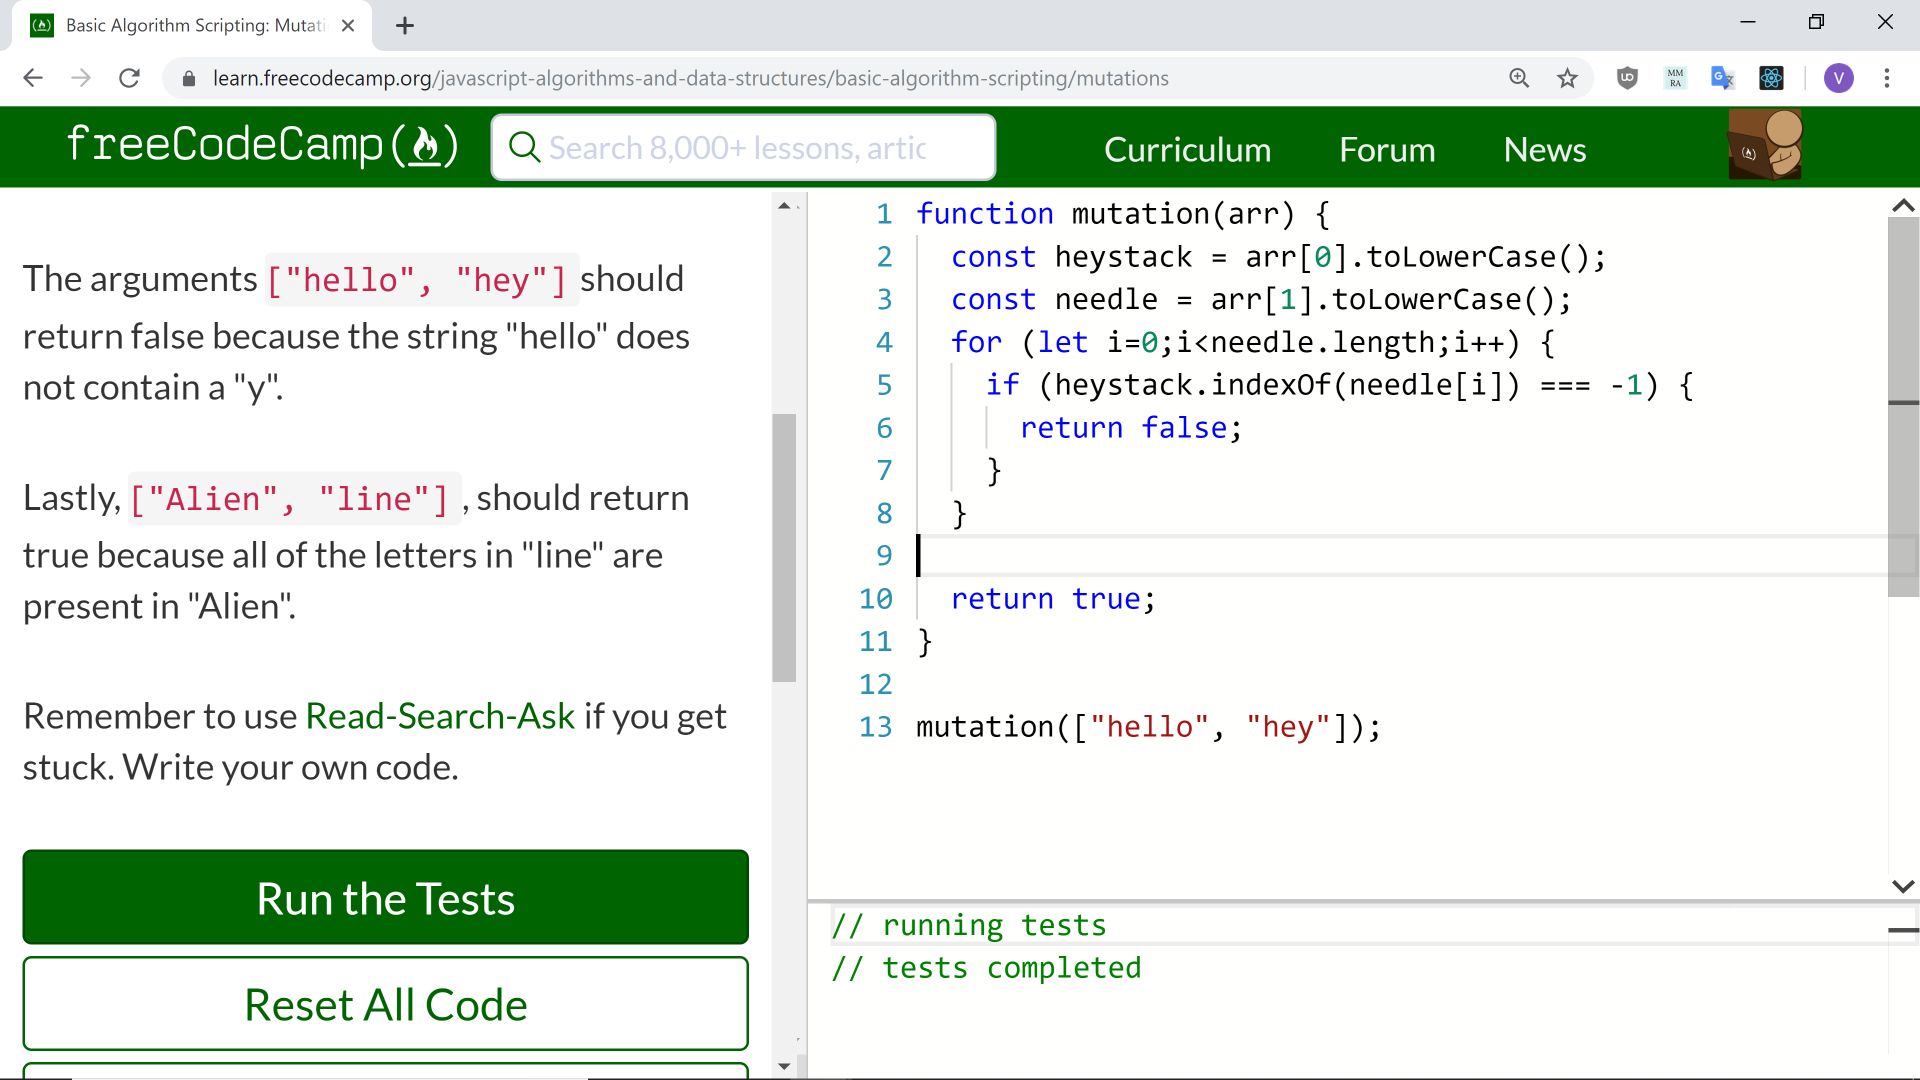 Basic Algorithm Scripting: Mutati
learn.freecodecamp.org/javascript-algorithms-and-data-structures/basic-algorithm-scripting/mutations
UD
MM
RA
G
V
freeCodeCamp
Search 8,000+ lessons, artic
Curriculum
Forum
News
The arguments ["hello", "hey"] should
return false because the string "hello" does
not contain a "y".
Lastly, ["Alien", "line"] , should return
true because all of the letters in "line" are
present in "Alien".
Remember to use Read-Search-Ask if you get
stuck. Write your own code.
Run the Tests
Reset All Code
1 function mutation(arr) {
2 const heystack = arr[0].toLowerCase();
3 const needle = arr[1].toLowerCase();
4 for (let i=0;i<needle.length;i++) {
5 if (heystack.indexOf(needle[i]) === -1) {
6 return false;
7 }
8 }
9
10 return true;
11 }
12
13 mutation(["hello", "hey"]);
// running tests
// tests completed